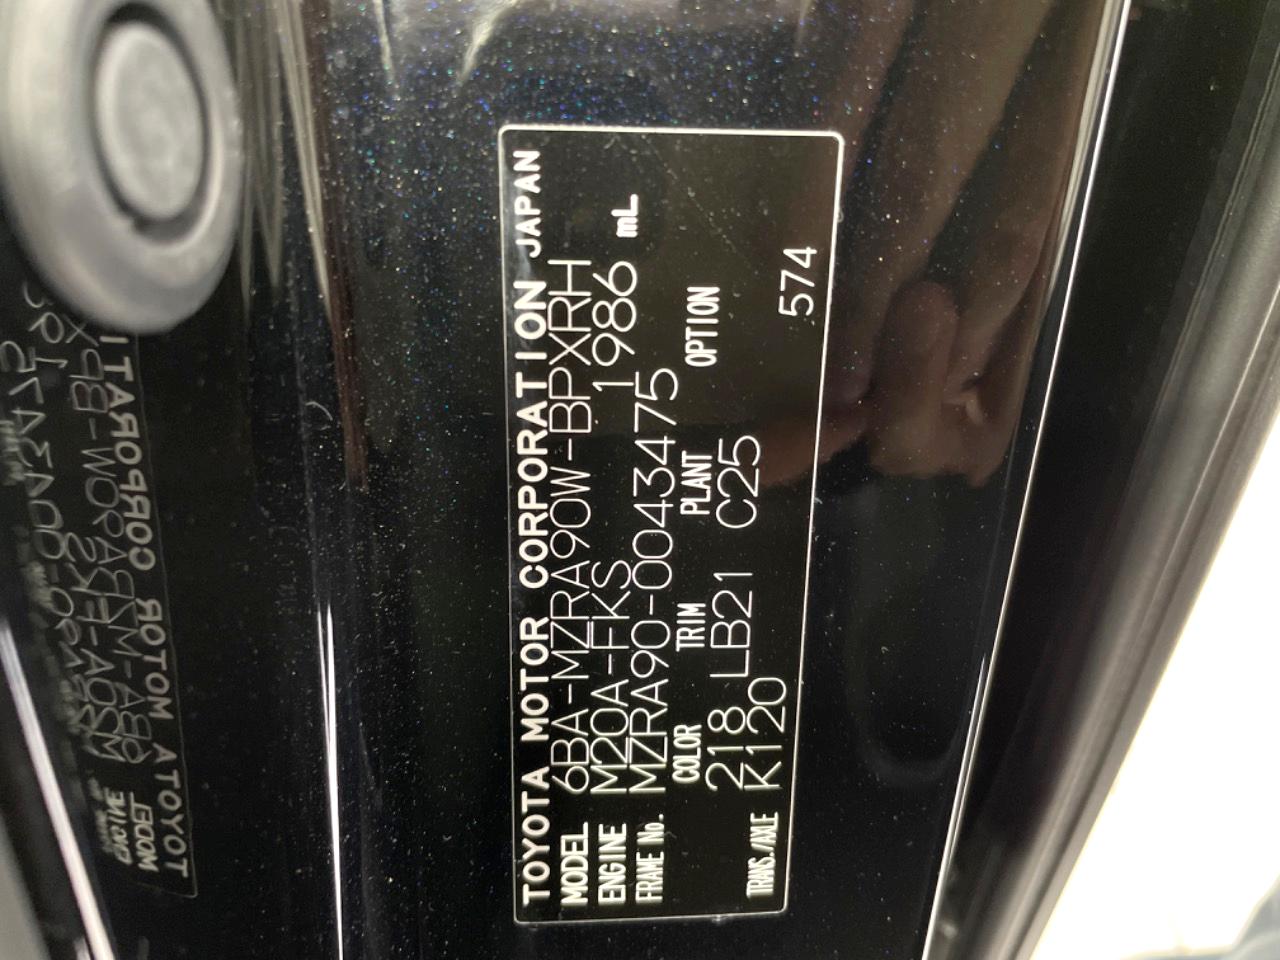 TOYOTA MOTOR CORPORATION JAPAN
MODEL 6BA-MZRA90W-BPXRH
ENGINE M20A-FKS 1986 mL
FRAME No. MZRA90-0043475
COLOR TRIM PLANT OPTION
218 LB21 C25
TRANS./AXLE K120 574